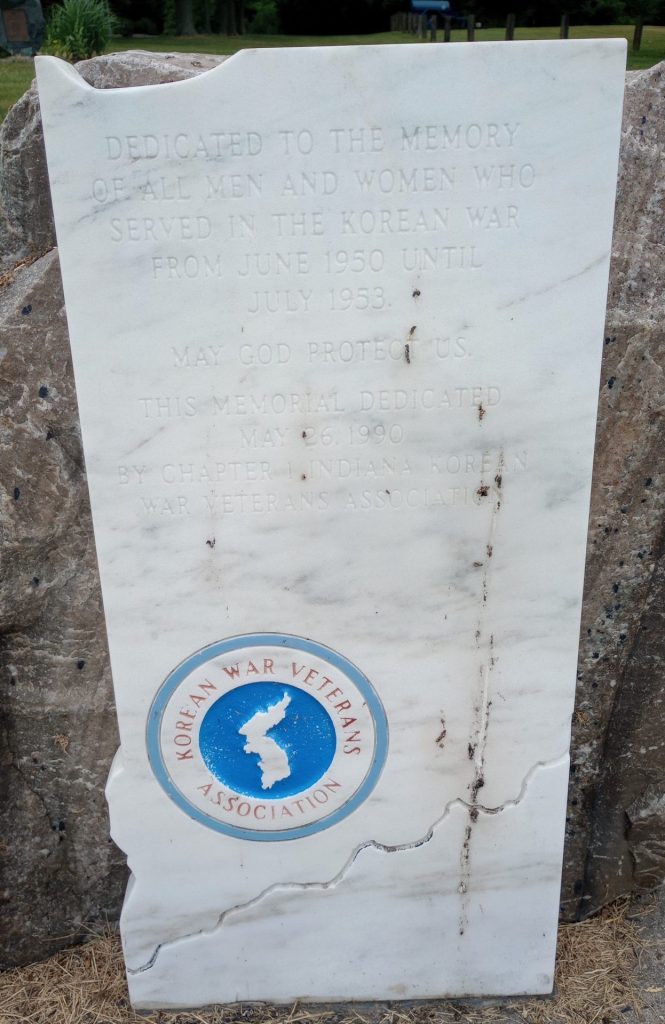 DEDICATED TO THE MEMORY
OF ALL MEN AND WOMEN WHO
SERVED IN THE KOREAN WAR
FROM JUNE 1950 UNTIL
JULY 1953.
MAY GOD PROTECT US.
THIS MEMORIAL DEDICATED
MAY 26, 1990
BY CHAPTER 1, INDIANA KOREAN
WAR VETERANS ASSOCIATION
KOREAN WAR VETERANS
ASSOCIATION